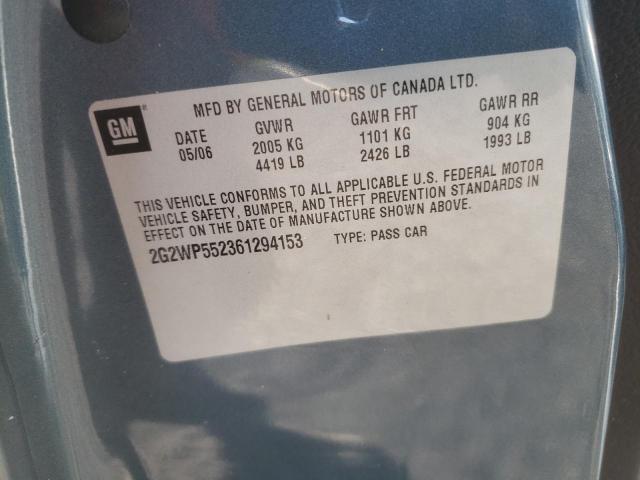 MFD BY GENERAL MOTORS OF CANADA LTD.
GM
DATE GVWR GAWR FRT GAWR RR
05/06 2005 KG 1101 KG 904 KG
4419 LB 2426 LB 1993 LB
THIS VEHICLE CONFORMS TO ALL APPLICABLE U.S. FEDERAL MOTOR
VEHICLE SAFETY, BUMPER, AND THEFT PREVENTION STANDARDS IN
EFFECT ON THE DATE OF MANUFACTURE SHOWN ABOVE.
2G2WP552361294153 TYPE: PASS CAR